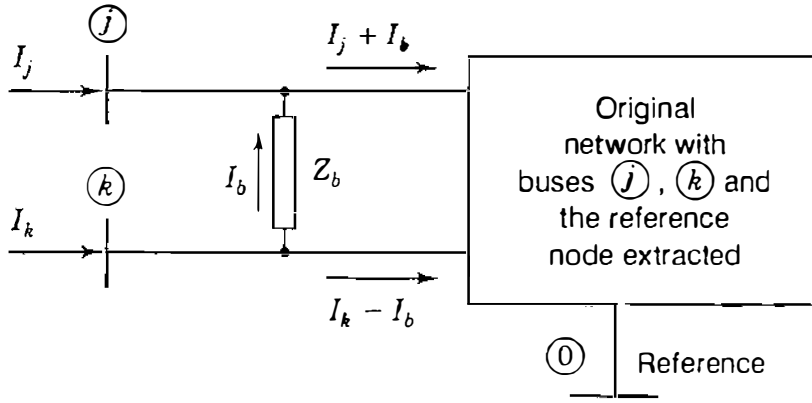 j
I_j
I_j + I_b
k
I_b
Z_b
I_k
I_k − I_b
Original
network with
buses j , k and
the reference
node extracted
0 Reference